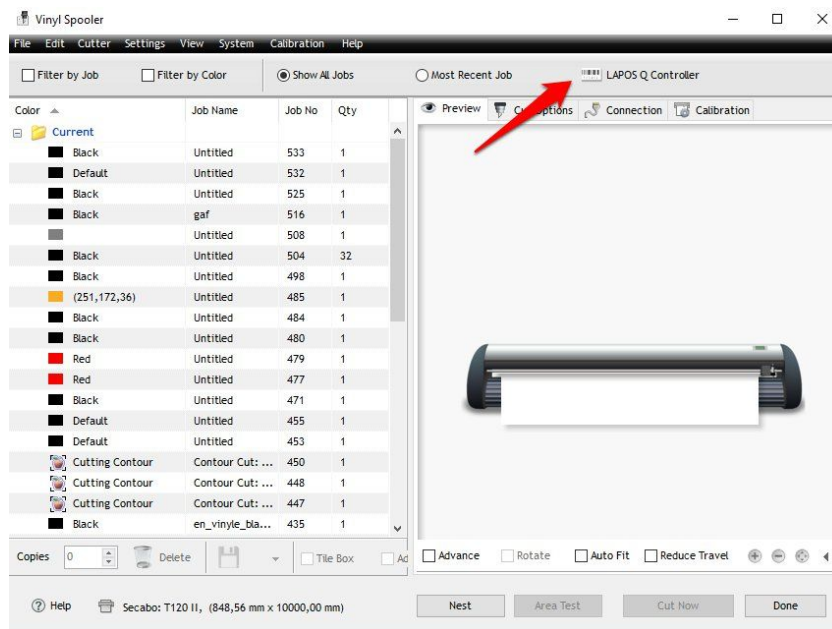 Vinyl Spooler
File Edit Cutter Settings View System Calibration Help
Filter by Job Filter by Color Show All Jobs Most Recent Job LAPOS Q Controller
Color Job Name Job No Qty Preview Options Connection Calibration
Current
Black Untitled 533 1
Default Untitled 532 1
Black Untitled 525 1
Black gaf 516 1
Untitled 508 1
Black Untitled 504 32
Black Untitled 498 1
(251,172,36) Untitled 485 1
Black Untitled 484 1
Black Untitled 480 1
Red Untitled 479 1
Red Untitled 477 1
Black Untitled 471 1
Default Untitled 455 1
Default Untitled 453 1
Cutting Contour Contour Cut: ... 450 1
Cutting Contour Contour Cut: ... 448 1
Cutting Contour Contour Cut: ... 447 1
Black en_vinyle_bla... 435 1
Copies 0 Delete Tile Box Ad Advance Rotate Auto Fit Reduce Travel
Help Secabo: T120 II, (848,56 mm x 10000,00 mm) Nest Area Test Cut Now Done